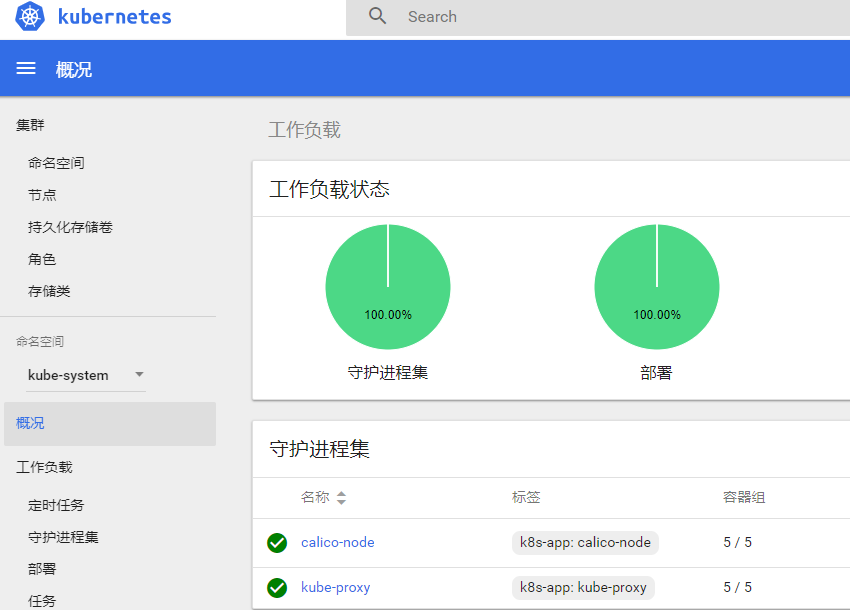 kubernetes
Search
概况
集群
命名空间
节点
持久化存储卷
角色
存储类
命名空间
kube-system
概况
工作负载
定时任务
守护进程集
部署
任务
工作负载
工作负载状态
100.00%
100.00%
守护进程集
部署
守护进程集
名称 标签 容器组
calico-node k8s-app: calico-node 5 / 5
kube-proxy k8s-app: kube-proxy 5 / 5